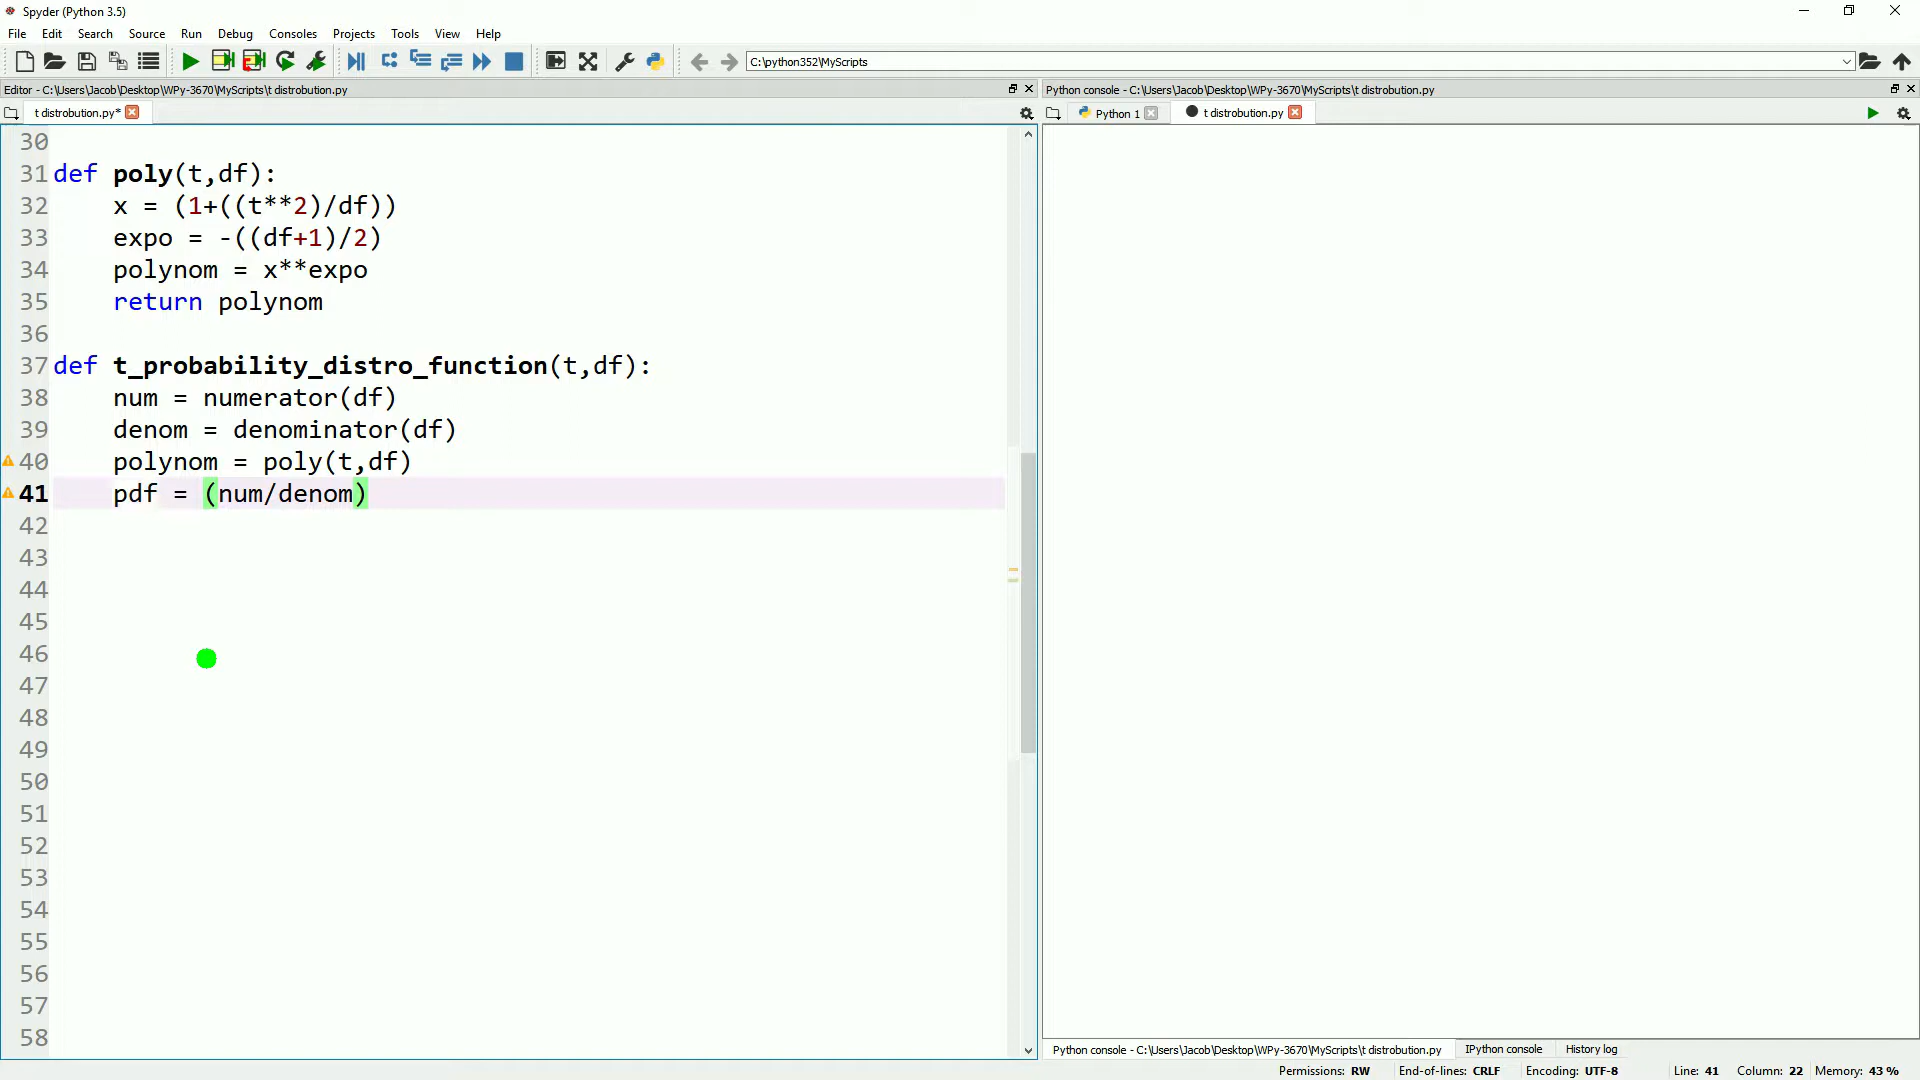 Spyder (Python 3.5)
File Edit Search Source Run Debug Consoles Projects Tools View Help
C:\python352\MyScripts
Editor - C:\Users\Jacob\Desktop\WPy-3670\MyScripts\t distrobution.py
Python console - C:\Users\Jacob\Desktop\WPy-3670\MyScripts\t distrobution.py
t distrobution.py*
Python 1
t distrobution.py
30
31 def poly(t,df):
32 x = (1+((t**2)/df))
33 expo = -((df+1)/2)
34 polynom = x**expo
35 return polynom
36
37 def t_probability_distro_function(t,df):
38 num = numerator(df)
39 denom = denominator(df)
40 polynom = poly(t,df)
41 pdf = (num/denom)
42
43
44
45
46
47
48
49
50
51
52
53
54
55
56
57
58
Python console - C:\Users\Jacob\Desktop\WPy-3670\MyScripts\t distrobution.py IPython console History log
Permissions: RW End-of-lines: CRLF Encoding: UTF-8 Line: 41 Column: 22 Memory: 43 %